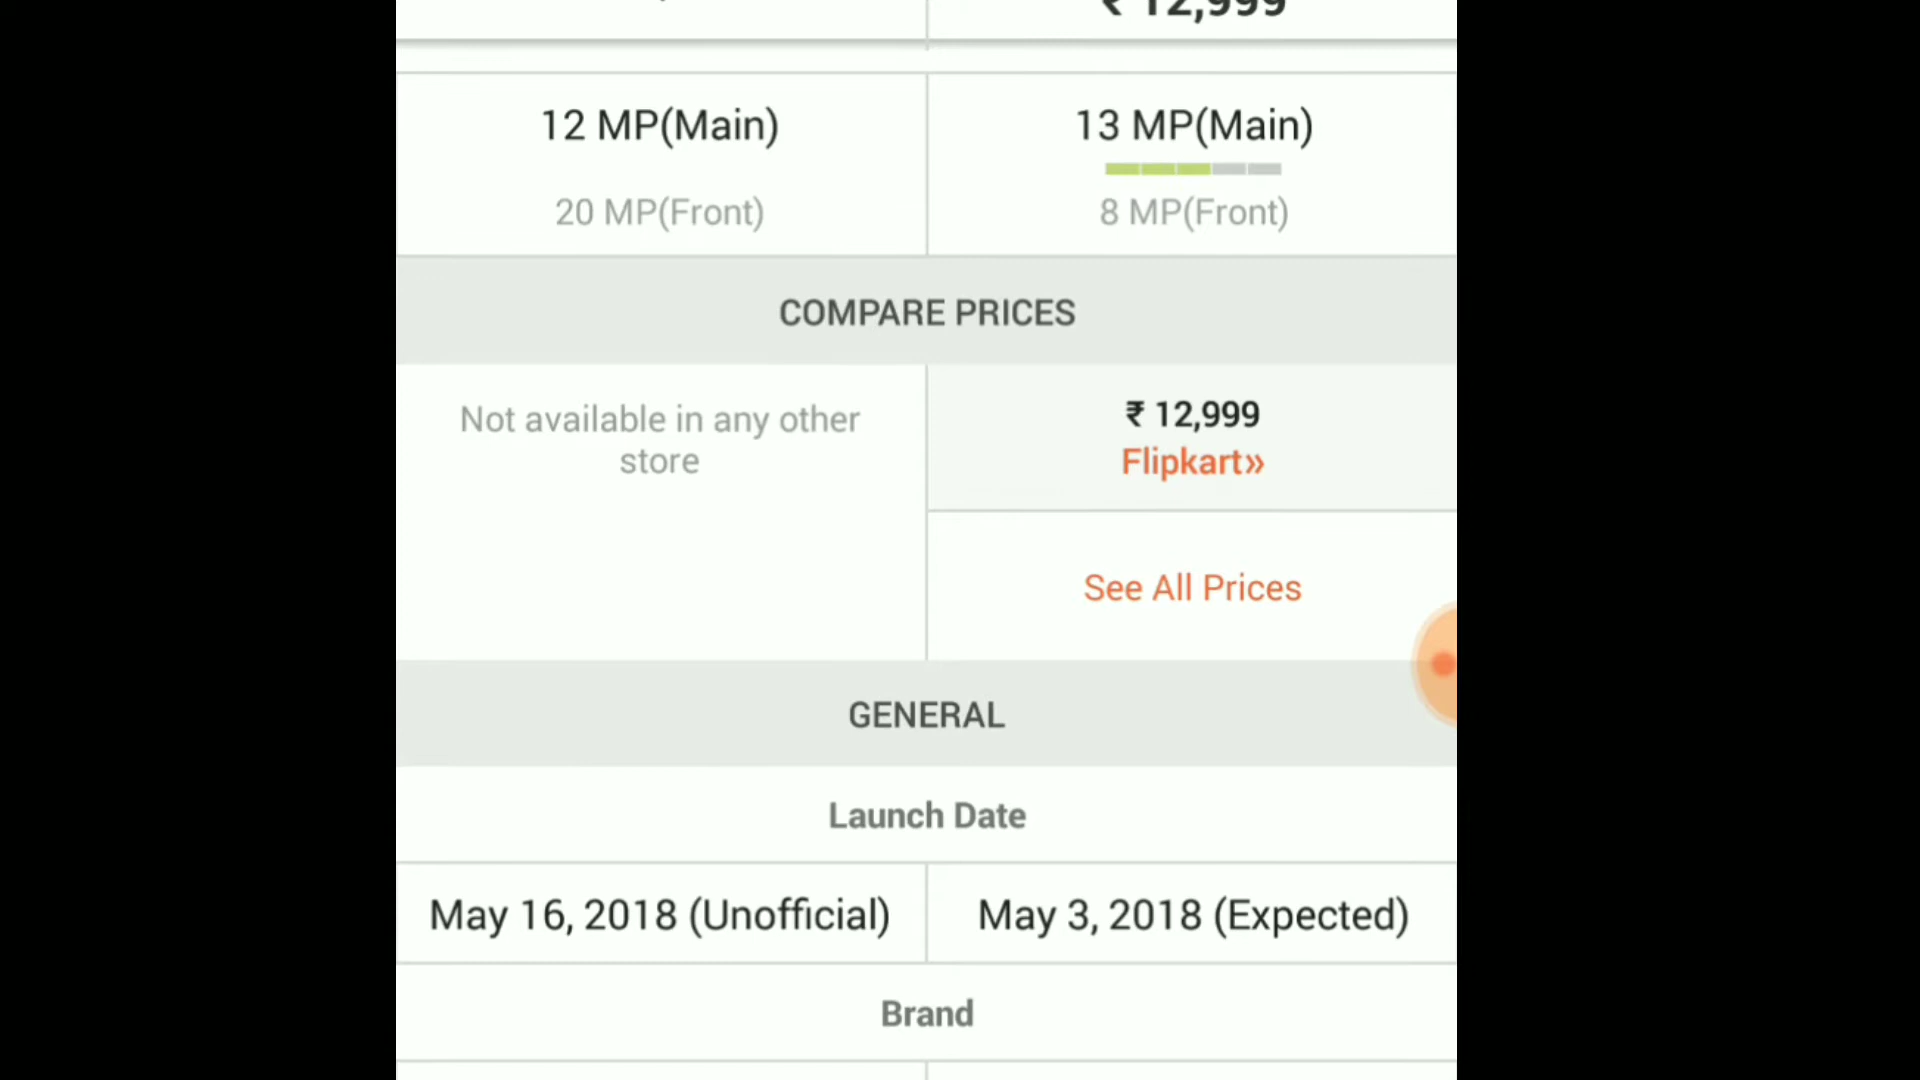 ₹ 12,999
12 MP(Main)
13 MP(Main)
20 MP(Front)
8 MP(Front)
COMPARE PRICES
Not available in any other
store
₹ 12,999
Flipkart»
See All Prices
GENERAL
Launch Date
May 16, 2018 (Unofficial)
May 3, 2018 (Expected)
Brand